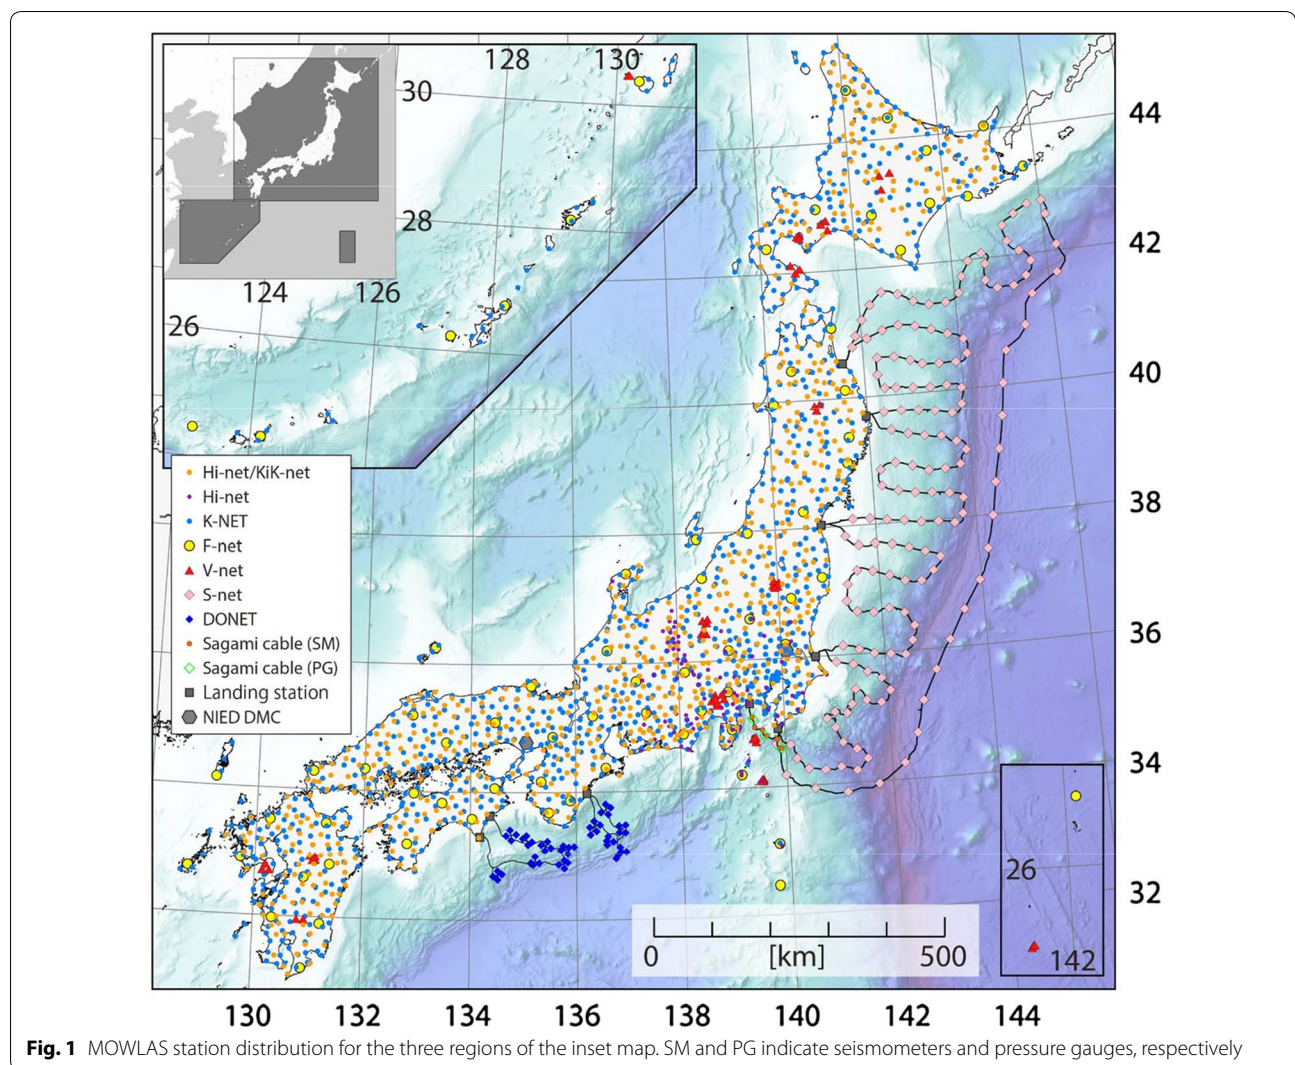 128 130
30
28
124 126
26
44
42
40
38
36
34
32
Hi-net/KiK-net
Hi-net
K-NET
F-net
V-net
S-net
DONET
Sagami cable (SM)
Sagami cable (PG)
Landing station
NIED DMC
26
142
0 [km] 500
130 132 134 136 138 140 142 144
Fig. 1 MOWLAS station distribution for the three regions of the inset map. SM and PG indicate seismometers and pressure gauges, respectively